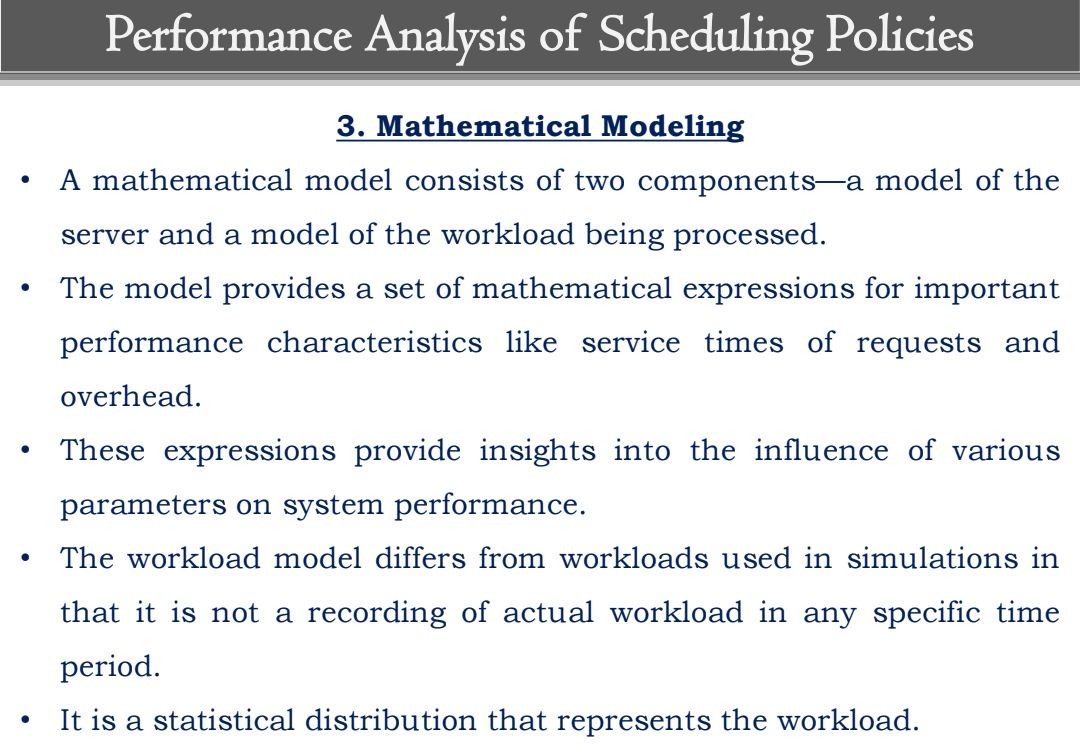 Performance Analysis of Scheduling Policies
3. Mathematical Modeling
• A mathematical model consists of two components—a model of the
server and a model of the workload being processed.
• The model provides a set of mathematical expressions for important
performance characteristics like service times of requests and
overhead.
• These expressions provide insights into the influence of various
parameters on system performance.
• The workload model differs from workloads used in simulations in
that it is not a recording of actual workload in any specific time
period.
• It is a statistical distribution that represents the workload.